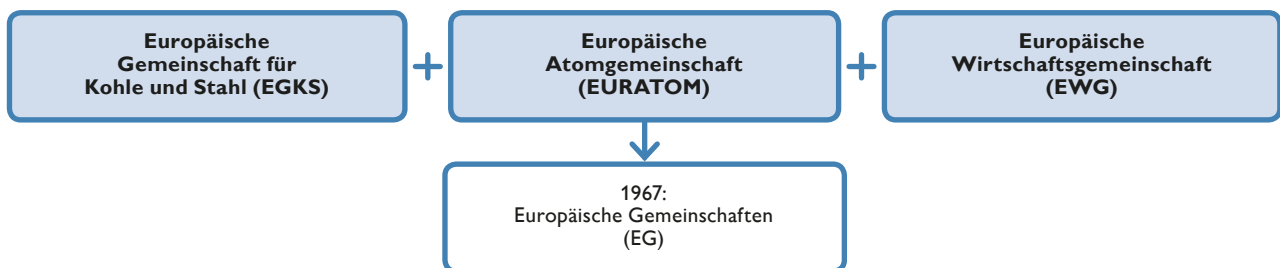 Europäische
Gemeinschaft für
Kohle und Stahl (EGKS)
+
Europäische
Atomgemeinschaft
(EURATOM)
+
Europäische
Wirtschaftsgemeinschaft
(EWG)
1967:
Europäische Gemeinschaften
(EG)